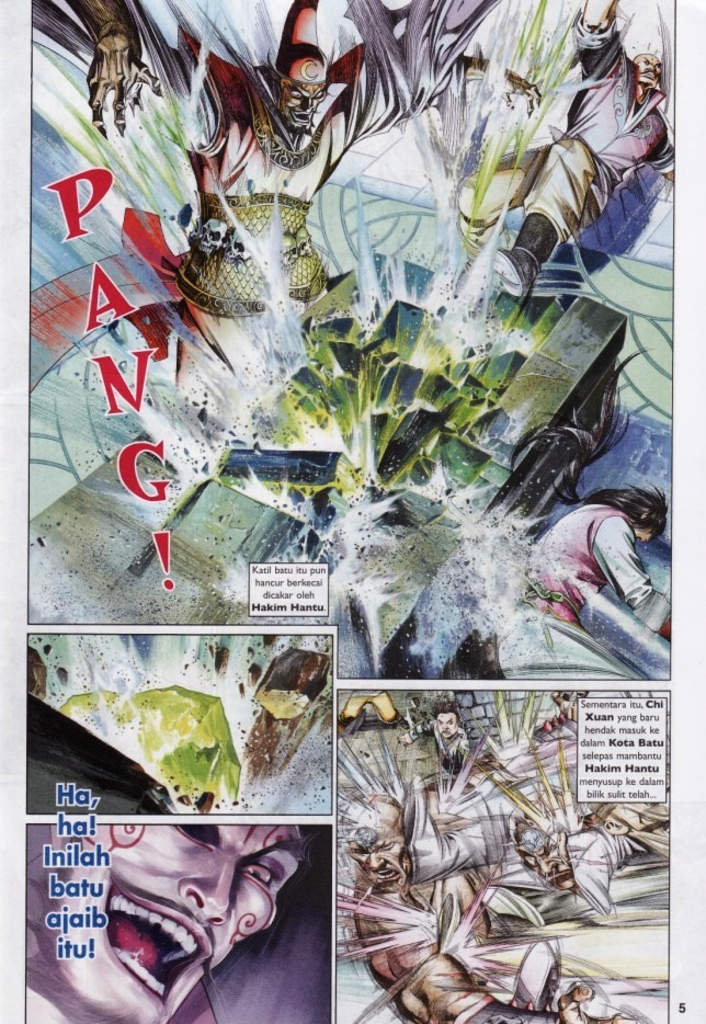 PANG!
Katil batu itu pun
hancur berkecai
dicakar oleh
Hakim Hantu.
Ha,
ha!
Inilah
batu
ajaib
itu!
Sementara itu, Chi
Xuan yang baru
hendak masuk ke
dalam Kota Batu
selepas mambantu
Hakim Hantu
menyusup ke dalam
bilik sulit telah...
5